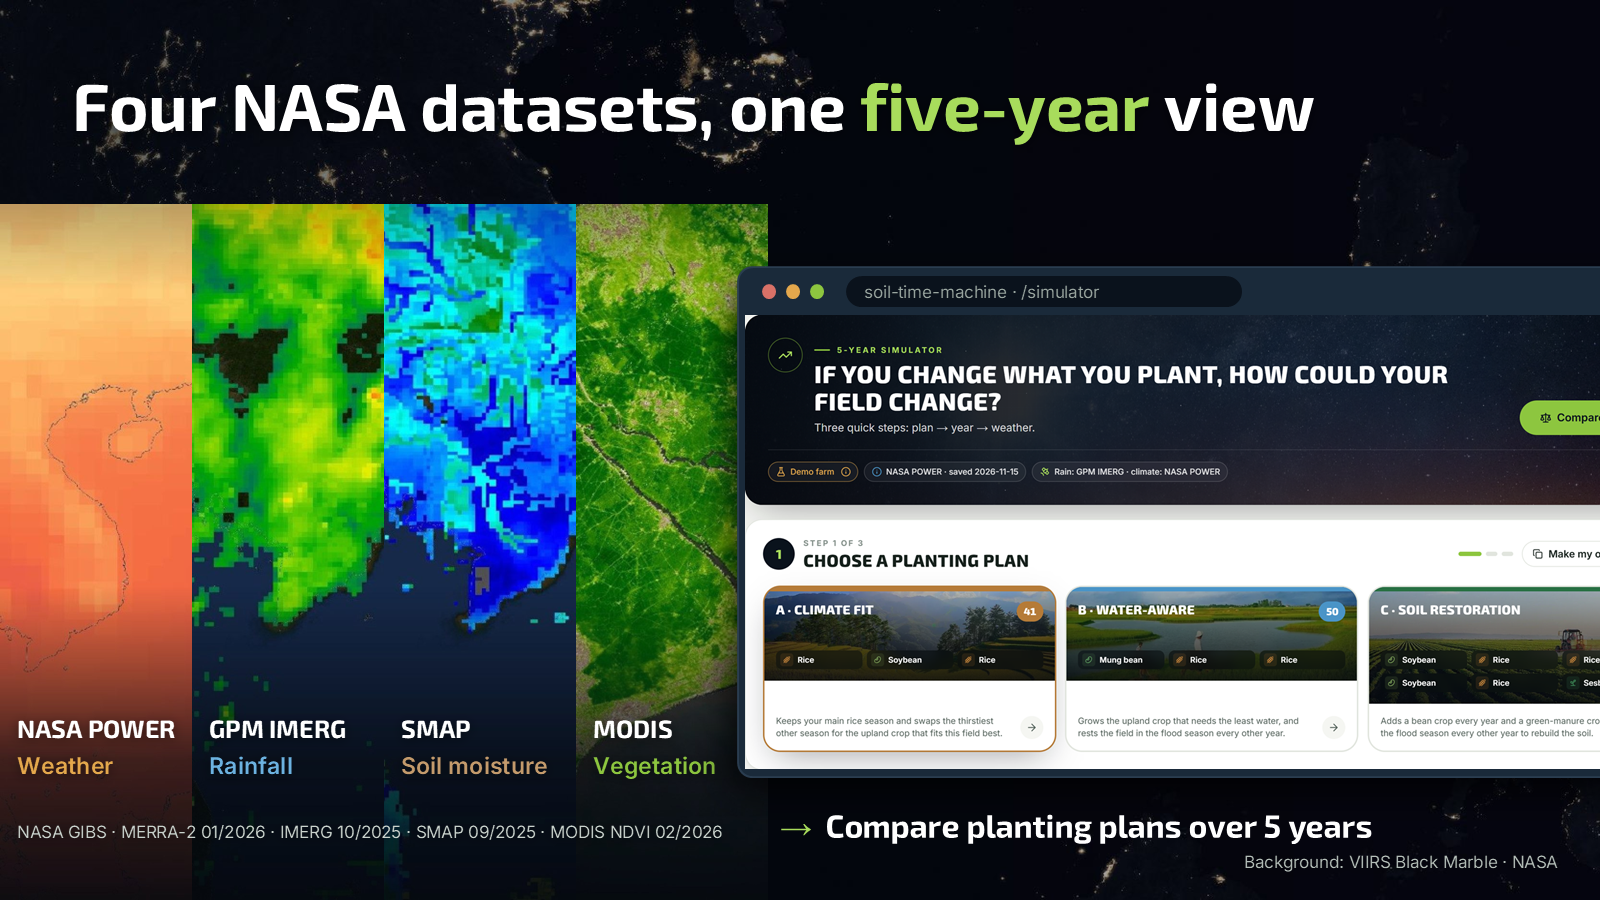 Four NASA datasets, one five-year view
soil-time-machine · /simulator
5-YEAR SIMULATOR
IF YOU CHANGE WHAT YOU PLANT, HOW COULD YOUR
FIELD CHANGE?
Three quick steps: plan → year → weather.
Compare
Demo farm
NASA POWER · saved 2026-11-15
Rain: GPM IMERG · climate: NASA POWER
1
STEP 1 OF 3
CHOOSE A PLANTING PLAN
Make my o
A · CLIMATE FIT
41
Rice
Soybean
Rice
Keeps your main rice season and swaps the thirstiest
other season for the upland crop that fits this field best.
B · WATER-AWARE
50
Mung bean
Rice
Rice
Grows the upland crop that needs the least water, and
rests the field in the flood season every other year.
C · SOIL RESTORATION
Soybean
Rice
Rice
Soybean
Rice
Sesb
Adds a bean crop every year and a green-manure cro
the flood season every other year to rebuild the soil.
NASA POWER
Weather
GPM IMERG
Rainfall
SMAP
Soil moisture
MODIS
Vegetation
NASA GIBS · MERRA-2 01/2026 · IMERG 10/2025 · SMAP 09/2025 · MODIS NDVI 02/2026
→ Compare planting plans over 5 years
Background: VIIRS Black Marble · NASA